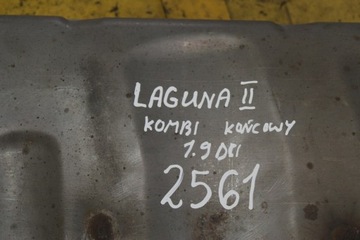 LAGUNA II
KOMBI KOŃCOWY
1.9 DCI
2561